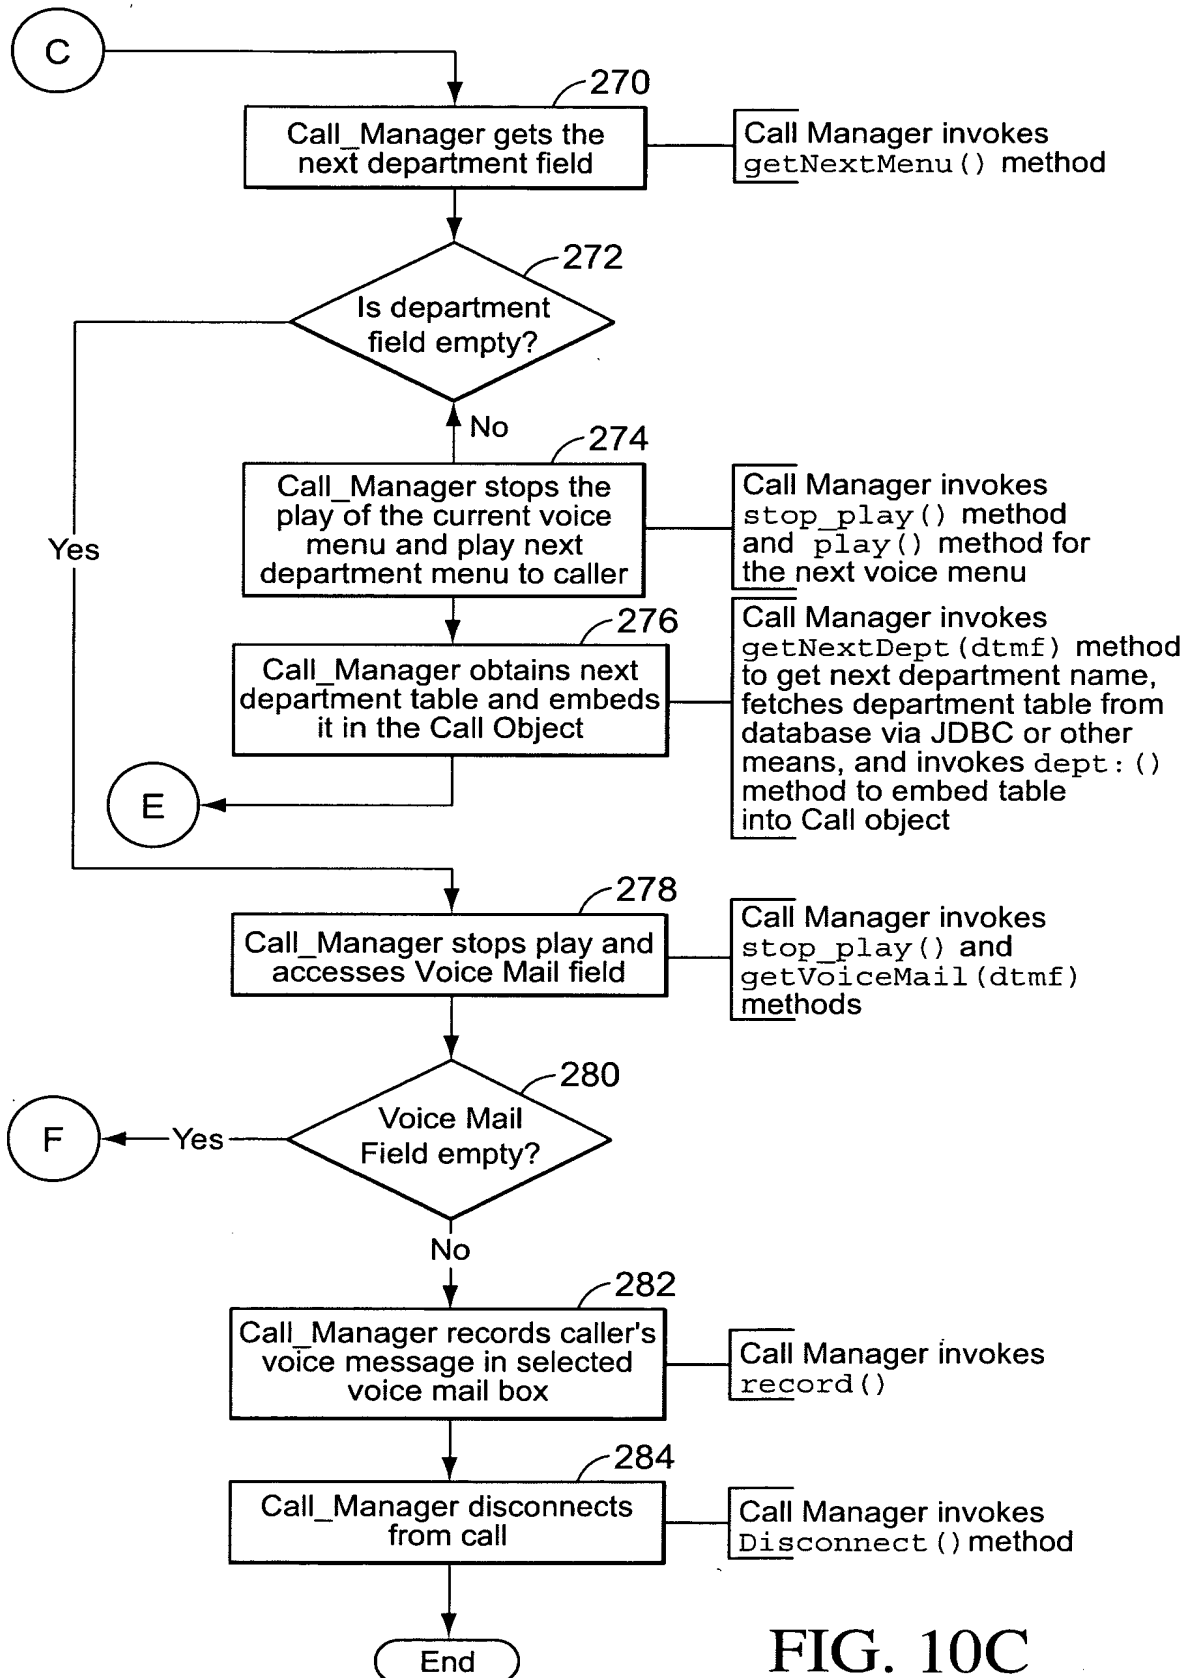 C
270
Call_Manager gets the
next department field
Call Manager invokes
getNextMenu() method
272
Is department
field empty?
No
274
Call_Manager stops the
play of the current voice
menu and play next
department menu to caller
Call Manager invokes
stop_play() method
and play() method for
the next voice menu
Yes
276
Call_Manager obtains next
department table and embeds
it in the Call Object
Call Manager invokes
getNextDept(dtmf) method
to get next department name,
fetches department table from
database via JDBC or other
means, and invokes dept:()
method to embed table
into Call object
E
278
Call_Manager stops play and
accesses Voice Mail field
Call Manager invokes
stop_play() and
getVoiceMail(dtmf)
methods
280
Voice Mail
Field empty?
Yes
F
No
282
Call_Manager records caller's
voice message in selected
voice mail box
Call Manager invokes
record()
284
Call_Manager disconnects
from call
Call Manager invokes
Disconnect() method
End
FIG. 10C